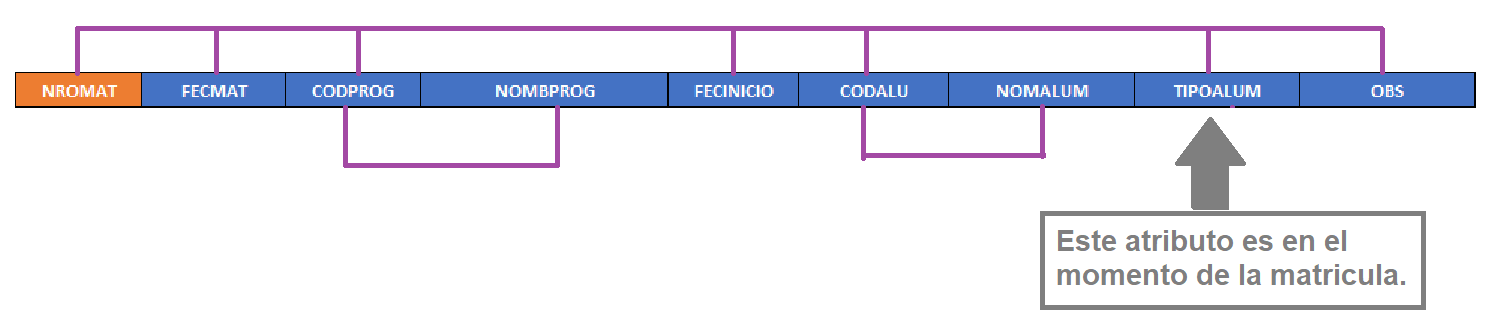 NROMAT FECMAT CODPROG NOMBPROG FECINICIO CODALU NOMALUM TIPOALUM OBS
Este atributo es en el
momento de la matricula.